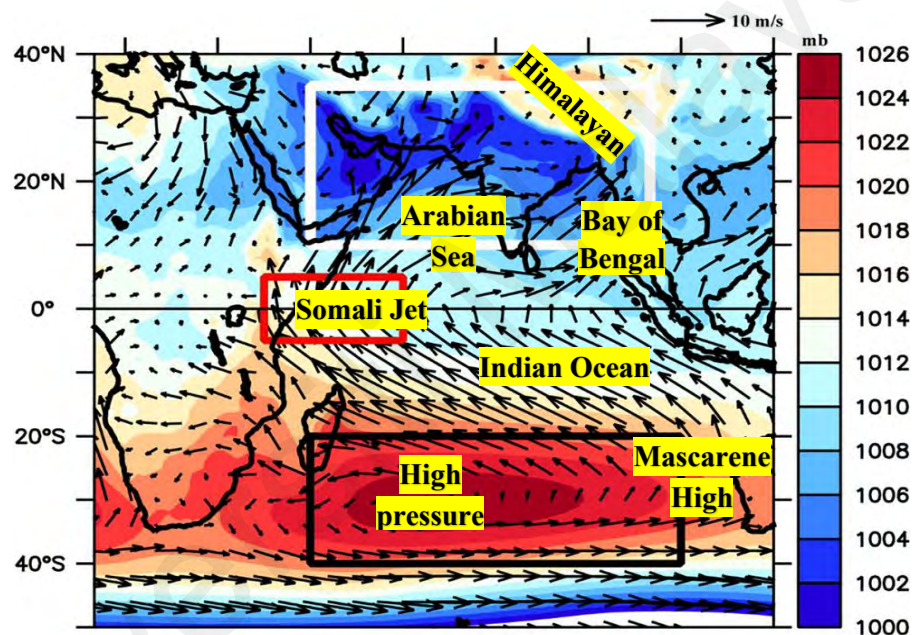 10 m/s
mb
40°N
20°N
0°
20°S
40°S
Himalayan
Arabian
Sea
Bay of
Bengal
Somali Jet
Indian Ocean
Mascarene
High
High
pressure
1026
1024
1020
1018
1016
1014
1012
1010
1008
1006
1004
1002
1000